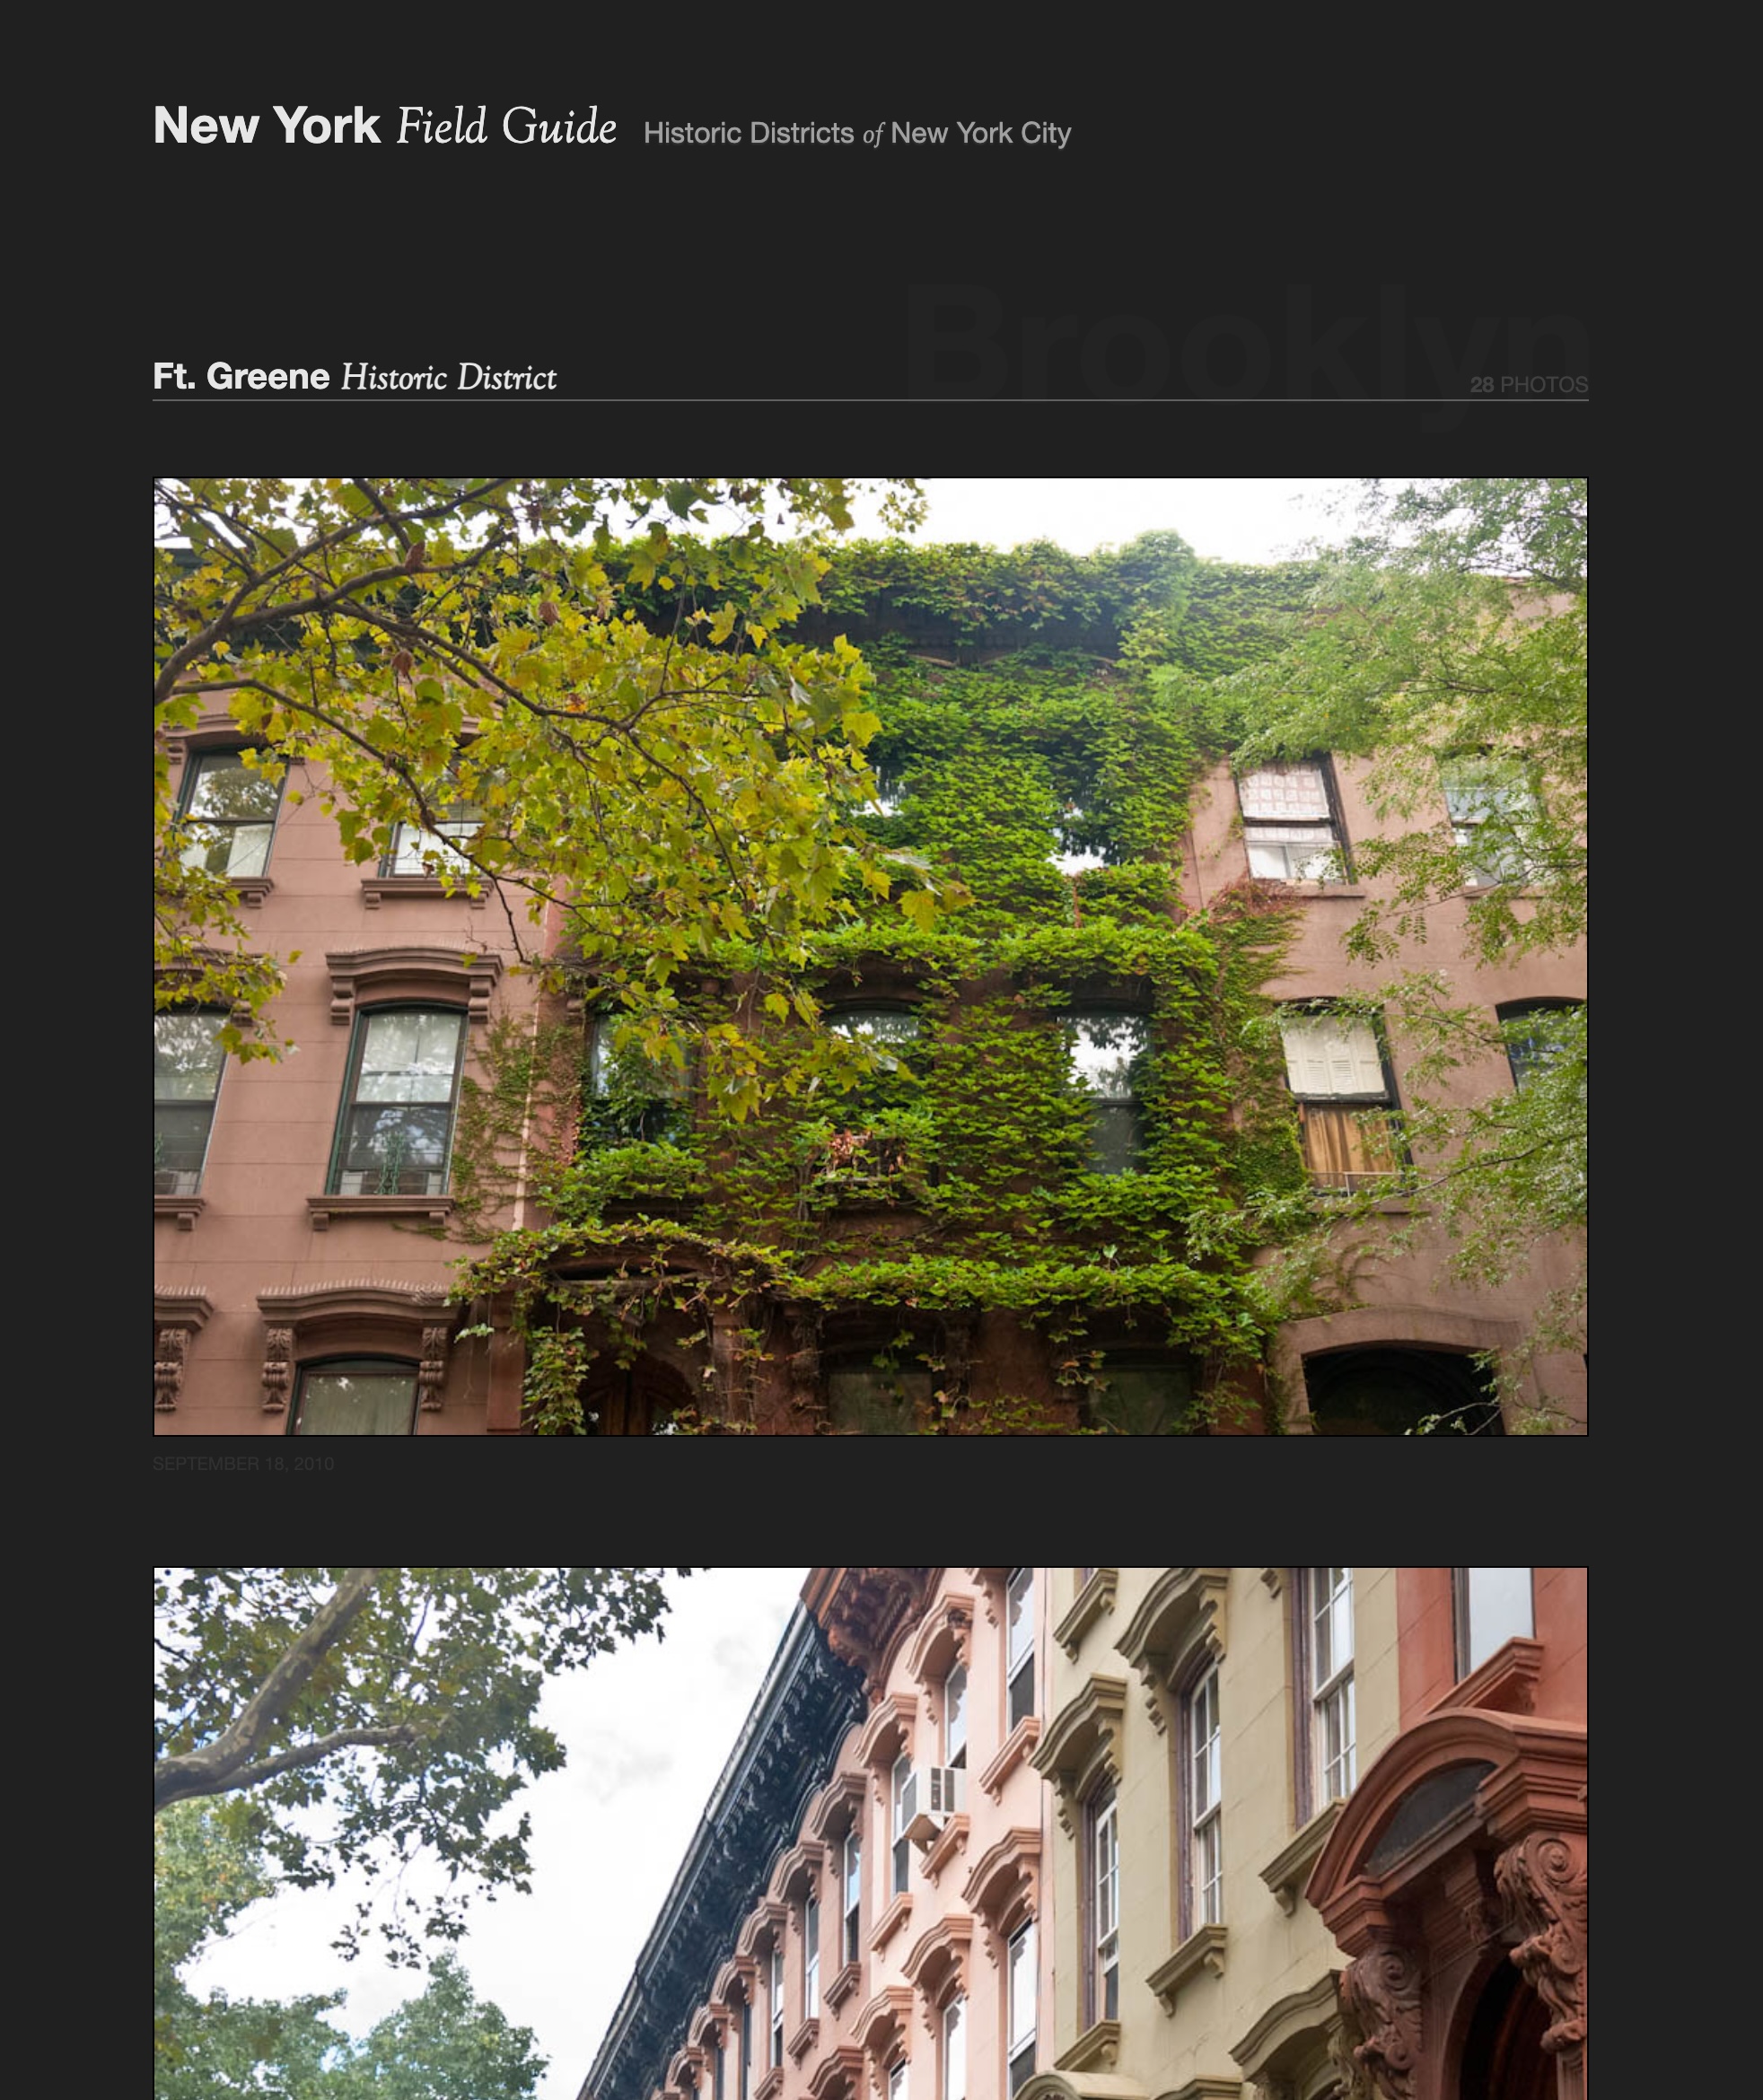 New York Field Guide Historic Districts of New York City
Brooklyn
Ft. Greene Historic District 28 PHOTOS
SEPTEMBER 18, 2010